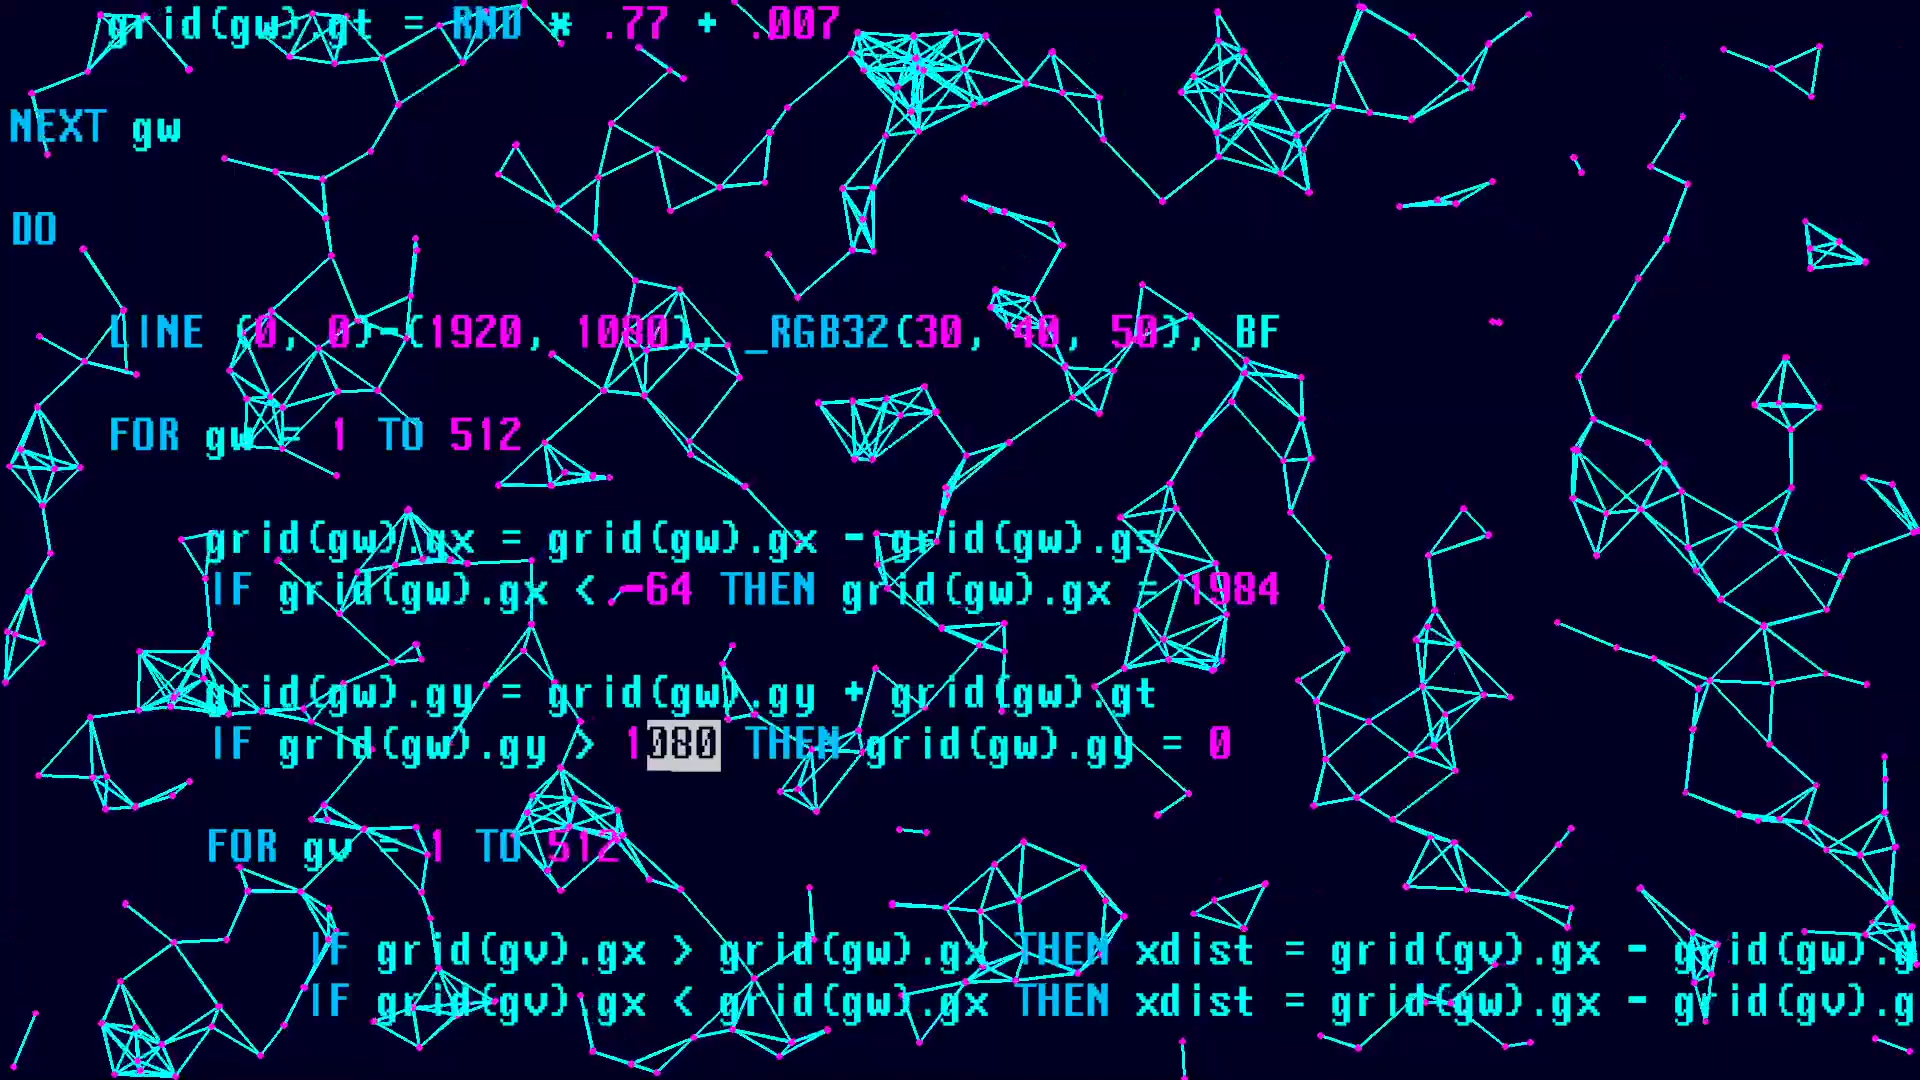 grid(gw).gt = RND * .77 + .007
NEXT gw
DO
LINE (0, 0)-(1920, 1080), _RGB32(30, 40, 50), BF
FOR gw = 1 TO 512
grid(gw).gx = grid(gw).gx - grid(gw).gs
IF grid(gw).gx < -64 THEN grid(gw).gx = 1984
grid(gw).gy = grid(gw).gy + grid(gw).gt
IF grid(gw).gy > 1080 THEN grid(gw).gy = 0
FOR gv = 1 TO 512
IF grid(gv).gx > grid(gw).gx THEN xdist = grid(gv).gx - grid(gw).g
IF grid(gv).gx < grid(gw).gx THEN xdist = grid(gw).gx - grid(gv).g